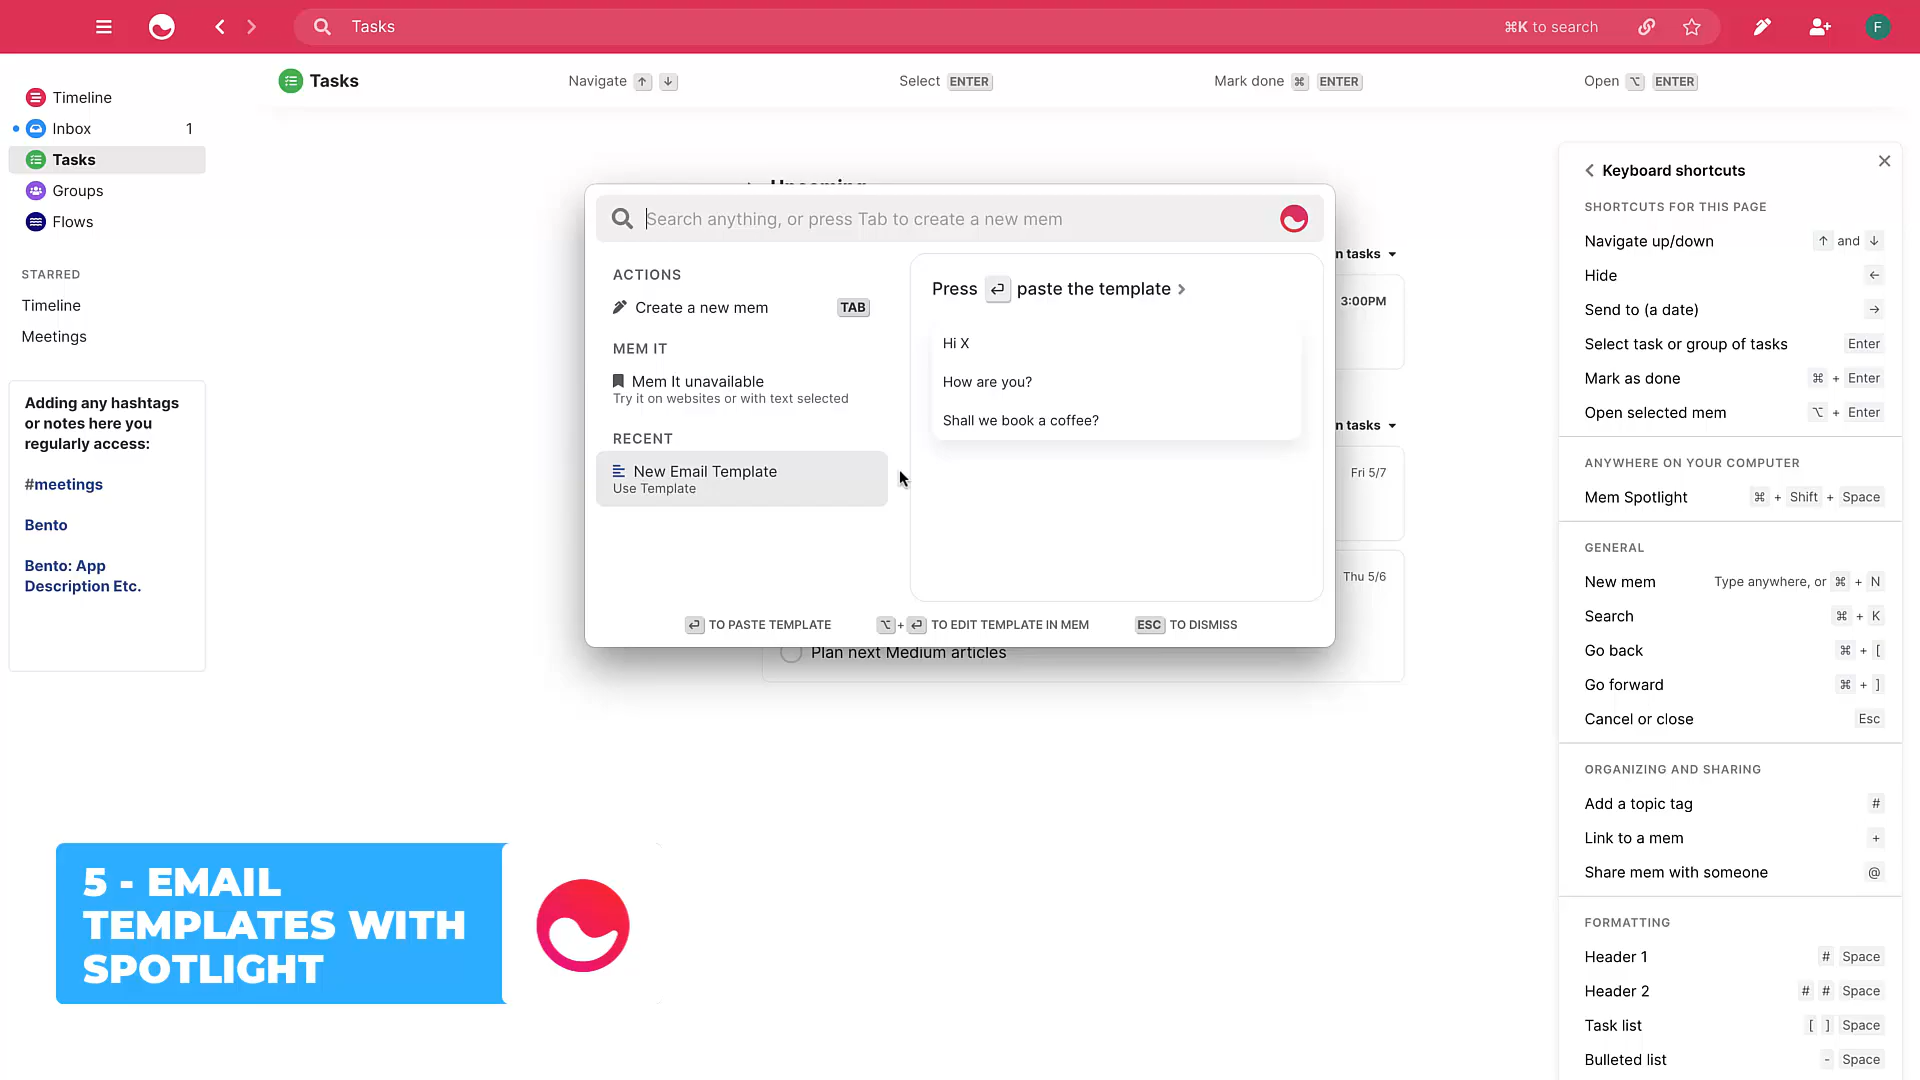 Tasks
⌘K to search
F
Timeline
Inbox 1
Tasks
Groups
Flows
STARRED
Timeline
Meetings
Adding any hashtags
or notes here you
regularly access:
#meetings
Bento
Bento: App
Description Etc.
Tasks
Navigate ↑ ↓
Select ENTER
Mark done ⌘ ENTER
Open ⌥ ENTER
Search anything, or press Tab to create a new mem
ACTIONS
Create a new mem TAB
MEM IT
Mem It unavailable
Try it on websites or with text selected
RECENT
New Email Template
Use Template
Press ↩ paste the template >
Hi X
How are you?
Shall we book a coffee?
↩ TO PASTE TEMPLATE
⌥ + ↩ TO EDIT TEMPLATE IN MEM
ESC TO DISMISS
n tasks
3:00PM
n tasks
Fri 5/7
Thu 5/6
Plan next Medium articles
Keyboard shortcuts
SHORTCUTS FOR THIS PAGE
Navigate up/down ↑ and ↓
Hide ←
Send to (a date) →
Select task or group of tasks Enter
Mark as done ⌘ + Enter
Open selected mem ⌥ + Enter
ANYWHERE ON YOUR COMPUTER
Mem Spotlight ⌘ + Shift + Space
GENERAL
New mem Type anywhere, or ⌘ + N
Search ⌘ + K
Go back ⌘ + [
Go forward ⌘ + ]
Cancel or close Esc
ORGANIZING AND SHARING
Add a topic tag #
Link to a mem +
Share mem with someone @
FORMATTING
Header 1 # Space
Header 2 # # Space
Task list [ ] Space
Bulleted list - Space
5 - EMAIL
TEMPLATES WITH
SPOTLIGHT